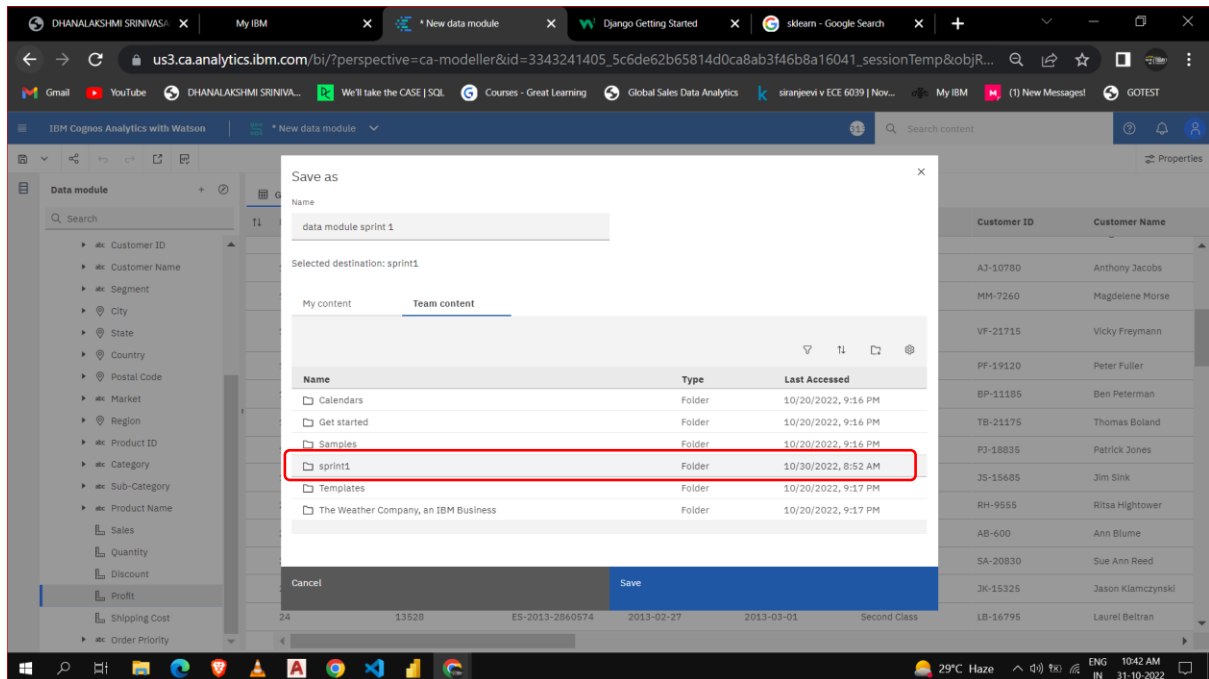 DHANALAKSHMI SRINIVASA
My IBM
* New data module
Django Getting Started
sklearn - Google Search
us3.ca.analytics.ibm.com/bi/?perspective=ca-modeller&id=3343241405_5c6de62b65814d0ca8ab3f46b8a16041_sessionTemp&objR...
Gmail
YouTube
DHANALAKSHMI SRINIVA...
We'll take the CASE | SQL
Courses - Great Learning
Global Sales Data Analytics
siranjeevi v ECE 6039 | Nov...
My IBM
(1) New Messages!
GOTEST
IBM Cognos Analytics with Watson
* New data module
Search content
Properties
Data module
Search
Customer ID
Customer Name
abc Customer ID
abc Customer Name
abc Segment
City
State
Country
Postal Code
abc Market
Region
abc Product ID
abc Category
abc Sub-Category
abc Product Name
Sales
Quantity
Discount
Profit
Shipping Cost
abc Order Priority
Save as
Name
data module sprint 1
Selected destination: sprint1
My content
Team content
Name Type Last Accessed
Calendars Folder 10/20/2022, 9:16 PM
Get started Folder 10/20/2022, 9:16 PM
Samples Folder 10/20/2022, 9:16 PM
sprint1 Folder 10/30/2022, 8:52 AM
Templates Folder 10/20/2022, 9:17 PM
The Weather Company, an IBM Business Folder 10/20/2022, 9:17 PM
Cancel
Save
AJ-10780 Anthony Jacobs
MM-7260 Magdelene Morse
VF-21715 Vicky Freymann
PF-19120 Peter Fuller
BP-11185 Ben Peterman
TB-21175 Thomas Boland
PJ-18835 Patrick Jones
JS-15685 Jim Sink
RH-9555 Ritsa Hightower
AB-600 Ann Blume
SA-20830 Sue Ann Reed
JK-15325 Jason Klamczynski
24 13528 ES-2013-2860574 2013-02-27 2013-03-01 Second Class LB-16795 Laurel Beltran
29°C Haze
ENG
IN
10:42 AM
31-10-2022